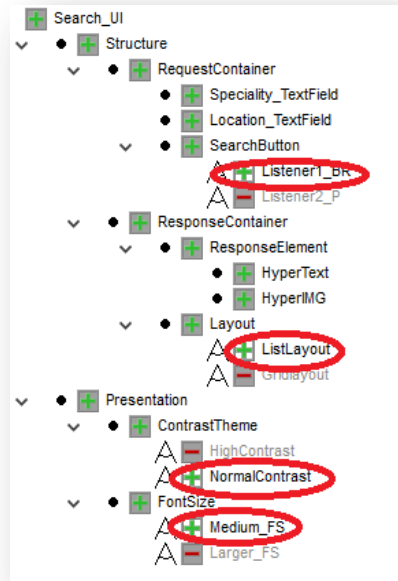 Search_UI
Structure
RequestContainer
Speciality_TextField
Location_TextField
SearchButton
Listener1_BR
Listener2_P
ResponseContainer
ResponseElement
HyperText
HyperIMG
Layout
ListLayout
Gridlayout
Presentation
ContrastTheme
HighContrast
NormalContrast
FontSize
Medium_FS
Larger_FS